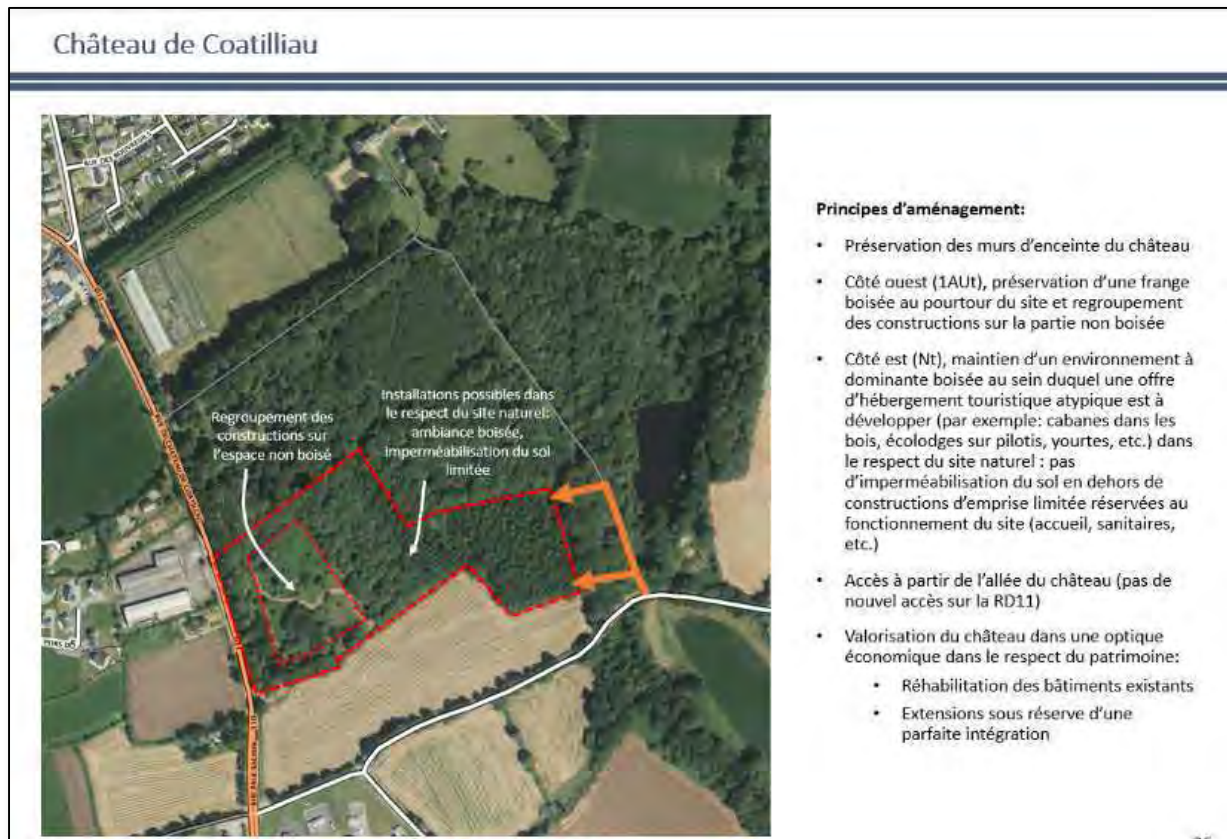 Château de Coatilliau
Principes d'aménagement:
• Préservation des murs d'enceinte du château
• Côté ouest (1AUt), préservation d'une frange
boisée au pourtour du site et regroupement
des constructions sur la partie non boisée
• Côté est (Nt), maintien d'un environnement à
dominante boisée au sein duquel une offre
d'hébergement touristique atypique est à
développer (par exemple: cabanes dans les
bois, écolodges sur pilotis, yourtes, etc.) dans
le respect du site naturel : pas
d'imperméabilisation du sol en dehors de
constructions d'emprise limitée réservées au
fonctionnement du site (accueil, sanitaires,
etc.)
• Accès à partir de l'allée du château (pas de
nouvel accès sur la RD11)
• Valorisation du château dans une optique
économique dans le respect du patrimoine:
• Réhabilitation des bâtiments existants
• Extensions sous réserve d'une
parfaite intégration
Regroupement des
constructions sur
l'espace non boisé
Installations possibles dans
le respect du site naturel:
ambiance boisée,
imperméabilisation du sol
limitée